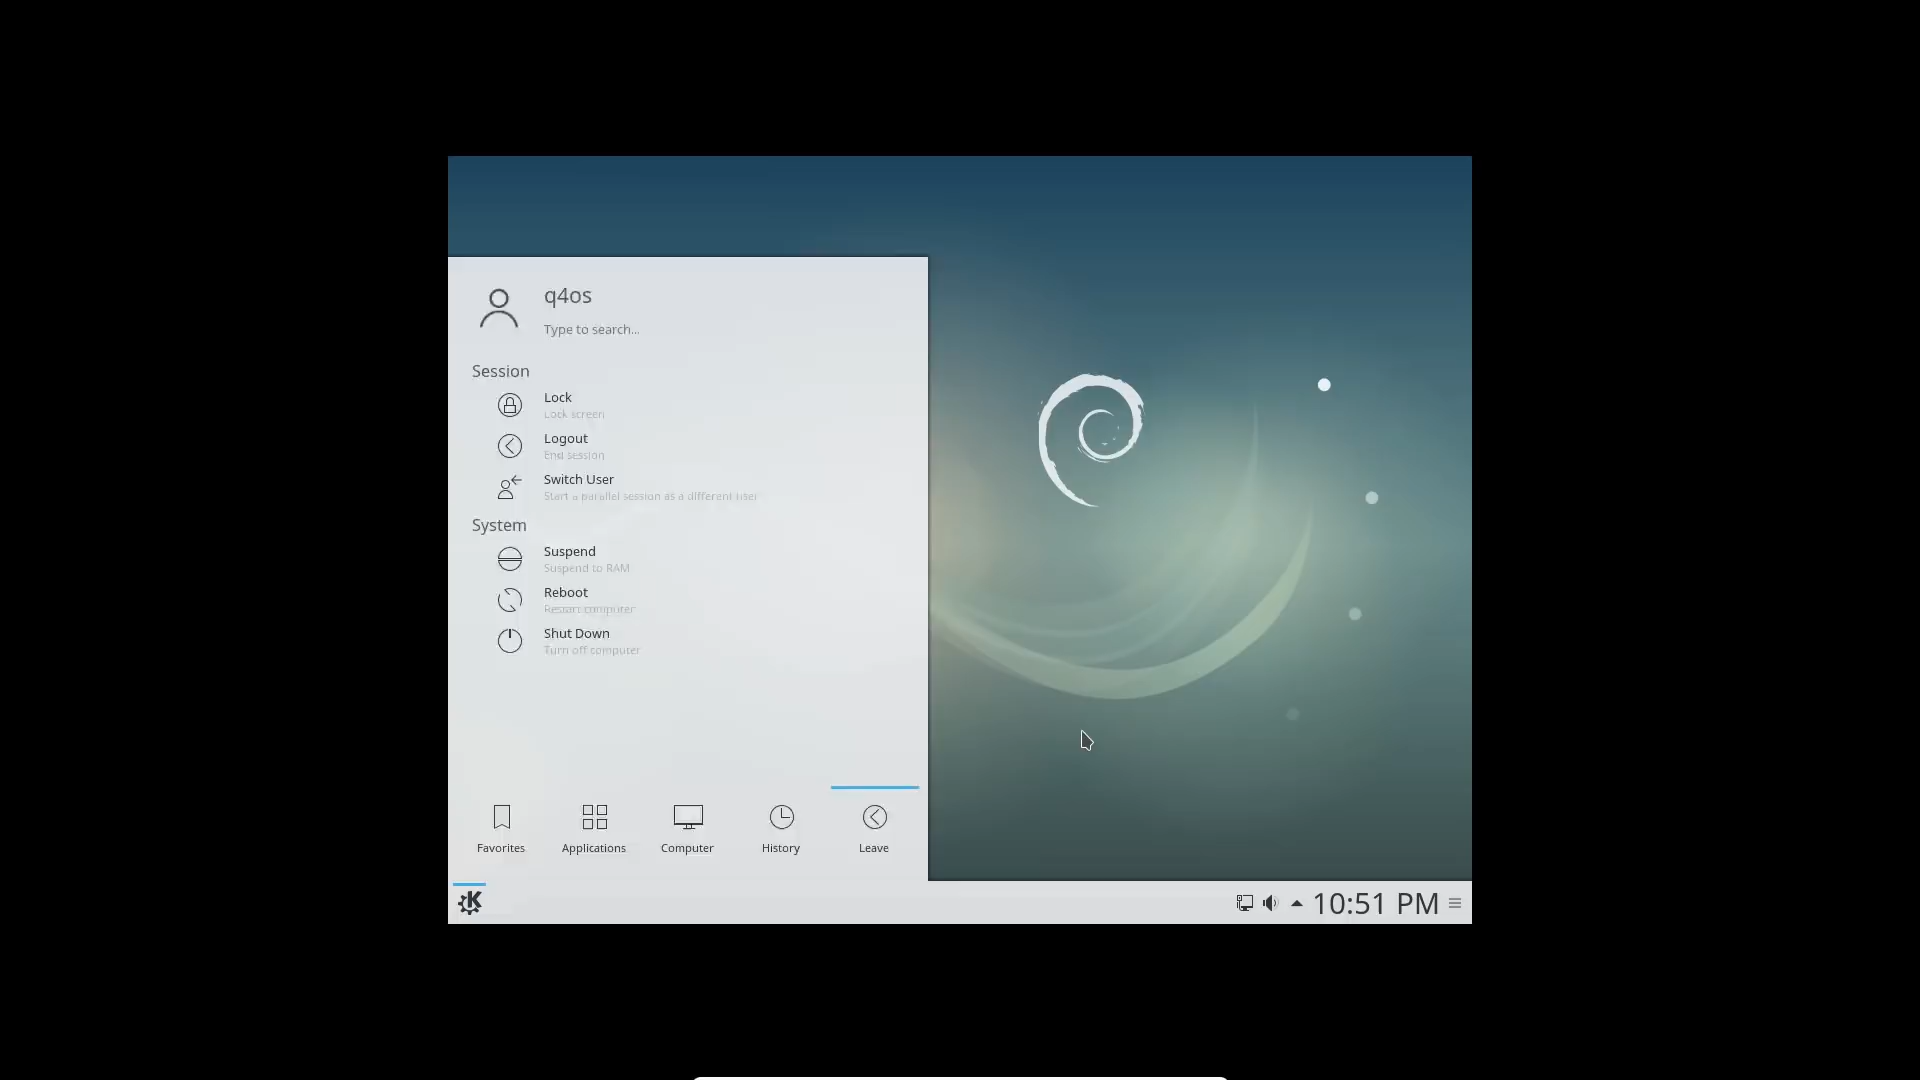 q4os
Type to search...
Session
Lock
Lock screen
Logout
End session
Switch User
Start a parallel session as a different user
System
Suspend
Suspend to RAM
Reboot
Restart computer
Shut Down
Turn off computer
Favorites Applications Computer History Leave
10:51 PM